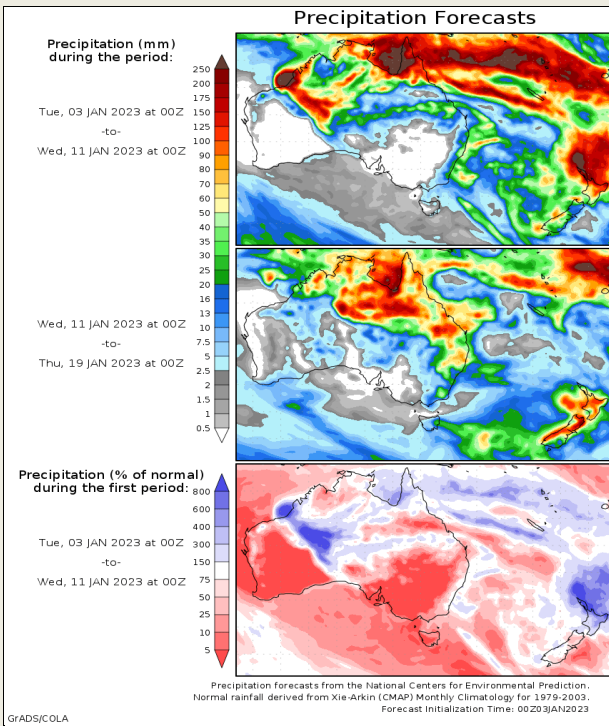 Precipitation Forecasts
Precipitation (mm)
during the period:
Tue, 03 JAN 2023 at 00Z
-to-
Wed, 11 JAN 2023 at 00Z
250
200
175
150
125
100
90
80
70
60
50
40
35
30
25
20
16
13
10
7.5
5
2.5
2
1.5
1
0.5
Wed, 11 JAN 2023 at 00Z
-to-
Thu, 19 JAN 2023 at 00Z
Precipitation (% of normal)
during the first period:
Tue, 03 JAN 2023 at 00Z
-to-
Wed, 11 JAN 2023 at 00Z
800
600
400
300
150
75
50
25
10
5
Precipitation forecasts from the National Centers for Environmental Prediction.
Normal rainfall derived from Xie-Arkin (CMAP) Monthly Climatology for 1979-2003.
Forecast Initialization Time: 00Z03JAN2023
GrADS/COLA